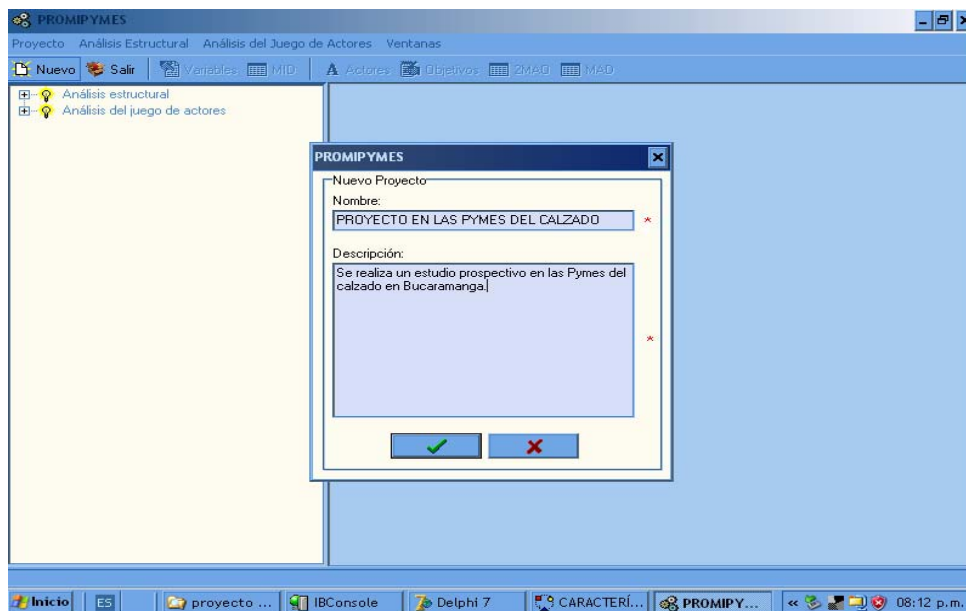 PROMIPYMES
Proyecto Análisis Estructural Análisis del Juego de Actores Ventanas
Nuevo Salir Variables MID Actores Objetivos 2MAO MAO
Análisis estructural
Análisis del juego de actores
PROMIPYMES
Nuevo Proyecto
Nombre:
PROYECTO EN LAS PYMES DEL CALZADO *
Descripción:
Se realiza un estudio prospectivo en las Pymes del
calzado en Bucaramanga.
*
Inicio ES proyecto ... IBConsole Delphi 7 CARACTERÍ... PROMIPY... « 08:12 p.m.